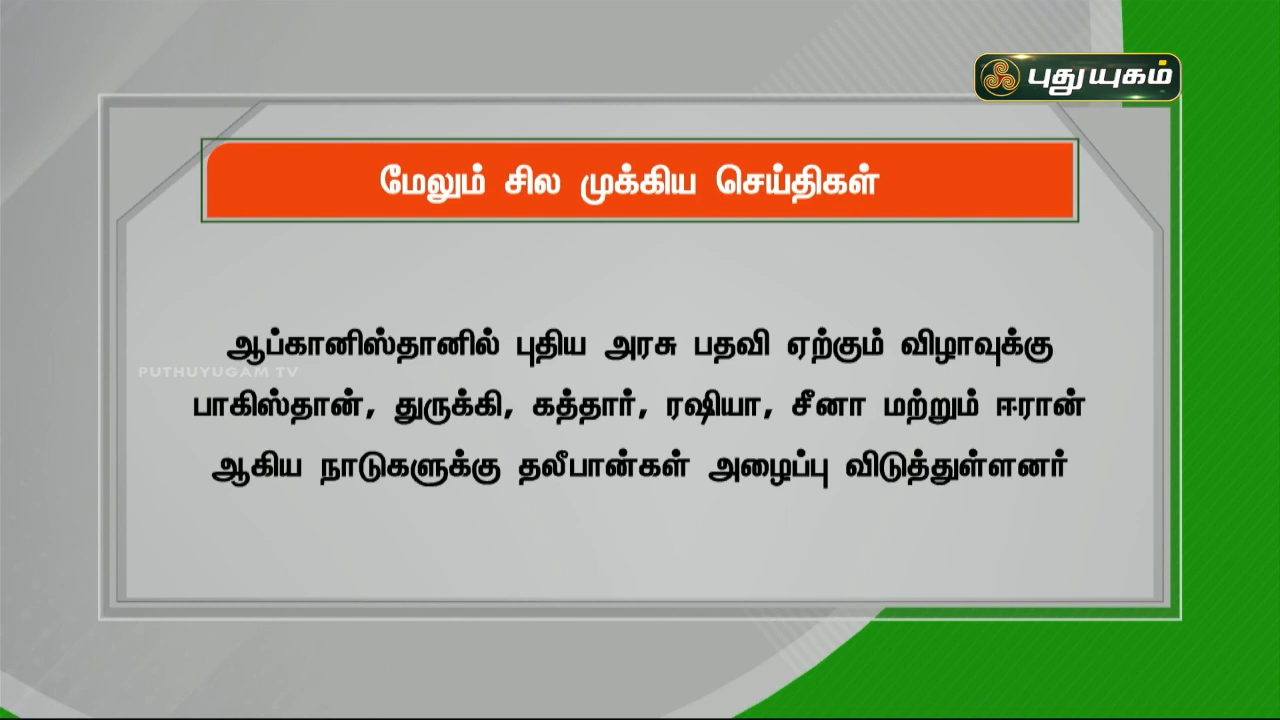 புதுயுகம்
மேலும் சில முக்கிய செய்திகள்
ஆப்கானிஸ்தானில் புதிய அரசு பதவி ஏற்கும் விழாவுக்கு
PUTHUYUGAM TV
பாகிஸ்தான், துருக்கி, கத்தார், ரஷியா, சீனா மற்றும் ஈரான்
ஆகிய நாடுகளுக்கு தலீபான்கள் அழைப்பு விடுத்துள்ளனர்